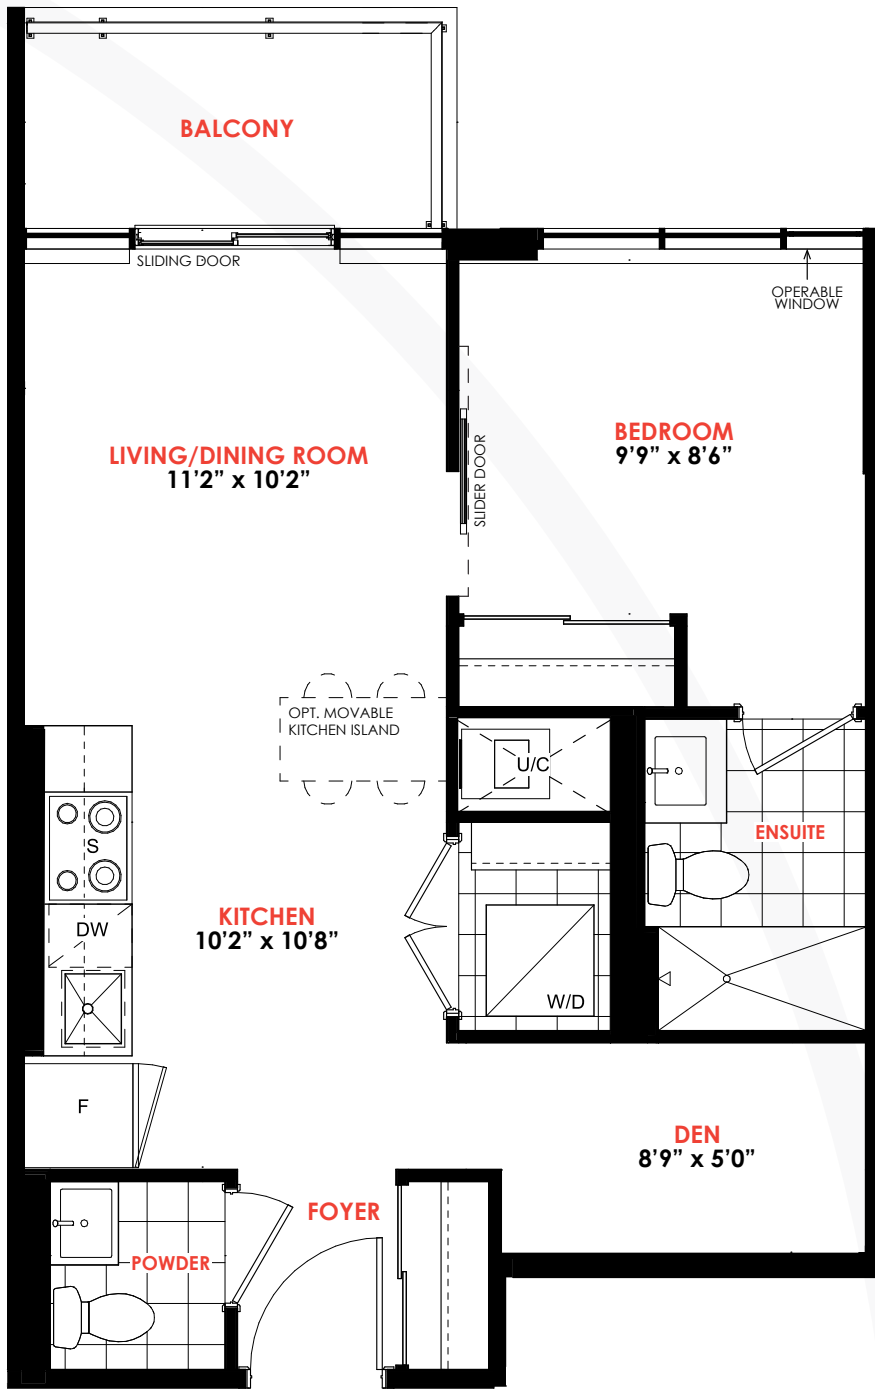 BALCONY
SLIDING DOOR
OPERABLE
WINDOW
LIVING/DINING ROOM
11’2” x 10’2”
BEDROOM
9’9” x 8’6”
SLIDER DOOR
OPT. MOVABLE
KITCHEN ISLAND
U/C
ENSUITE
S
KITCHEN
10’2” x 10’8”
DW
W/D
F
DEN
8’9” x 5’0”
FOYER
POWDER